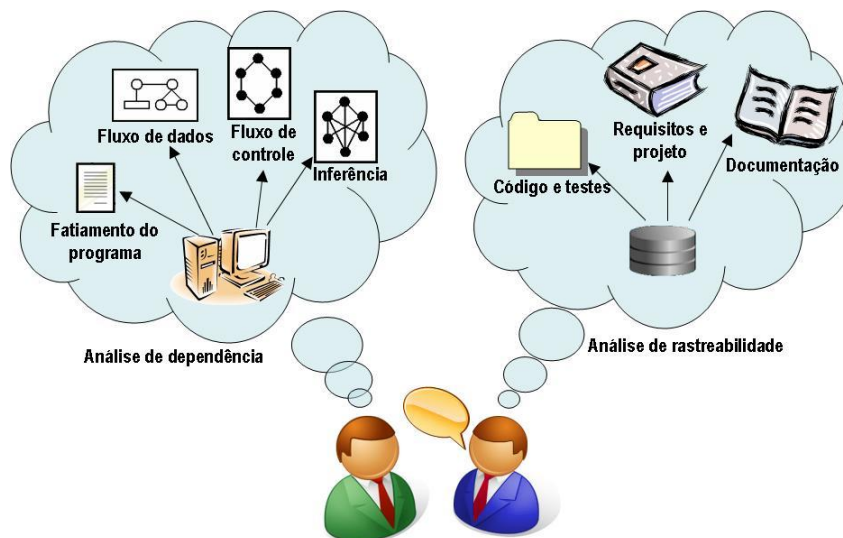 Fluxo de dados
Fluxo de
controle
Inferência
Fatiamento do
programa
Análise de dependência
Requisitos e
projeto
Documentação
Código e testes
Análise de rastreabilidade